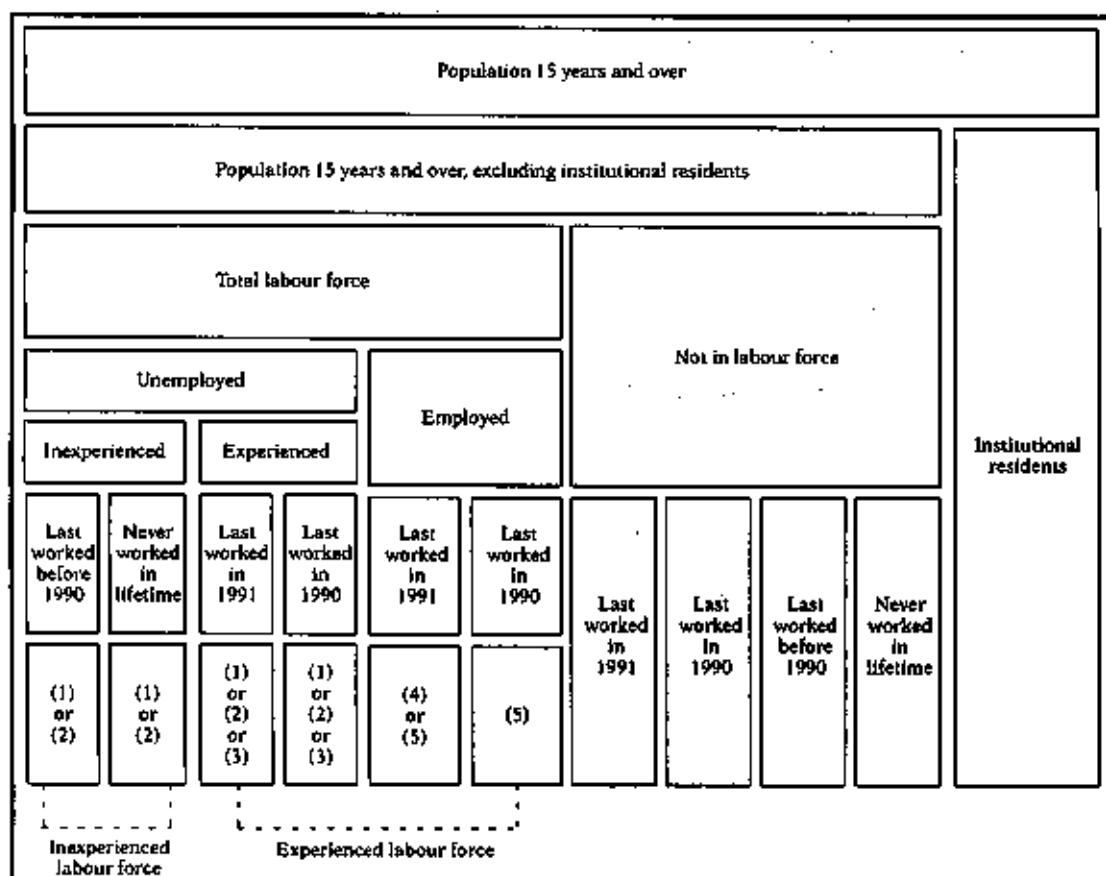 Population 15 years and over
Population 15 years and over, excluding institutional residents
Total labour force
Not in labour force
Institutional
residents
Unemployed
Employed
Inexperienced
Experienced
Last
worked
before
1990
Never
worked
in
lifetime
Last
worked
in
1991
Last
worked
in
1990
Last
worked
in
1991
Last
worked
in
1990
Last
worked
in
1991
Last
worked
in
1990
Last
worked
before
1990
Never
worked
in
lifetime
(1)
or
(2)
(1)
or
(2)
(1)
or
(2)
or
(3)
(1)
or
(2)
or
(3)
(4)
or
(5)
(5)
Inexperienced
labour force
Experienced labour force